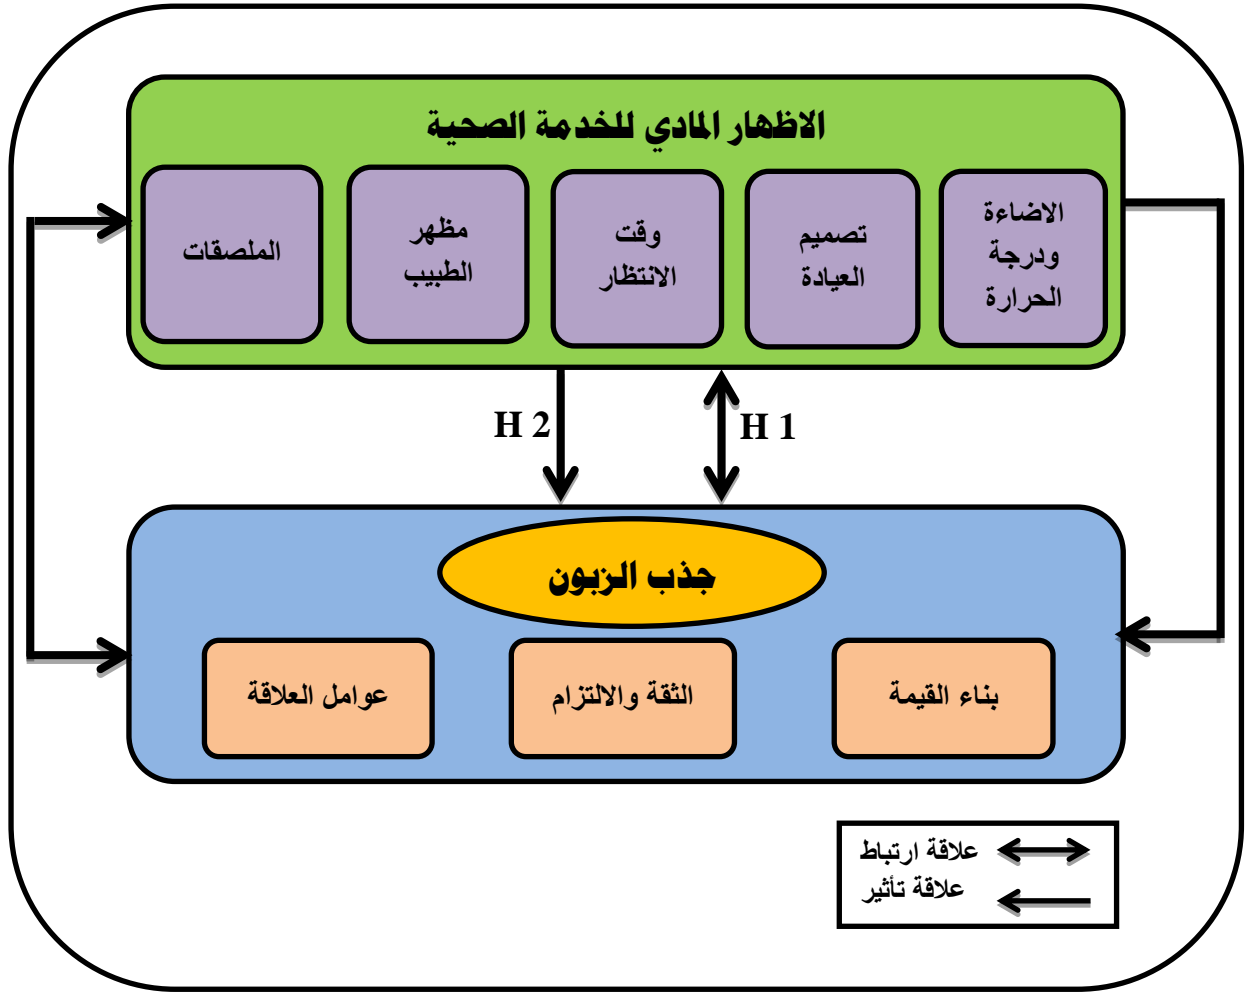 الاظهار المادي للخدمة الصحية
الاضاءة
ودرجة
الحرارة
تصميم
العيادة
وقت
الانتظار
مظهر
الطبيب
الملصقات
H 1
H 2
جذب الزبون
بناء القيمة
الثقة والالتزام
عوامل العلاقة
علاقة ارتباط
علاقة تأثير